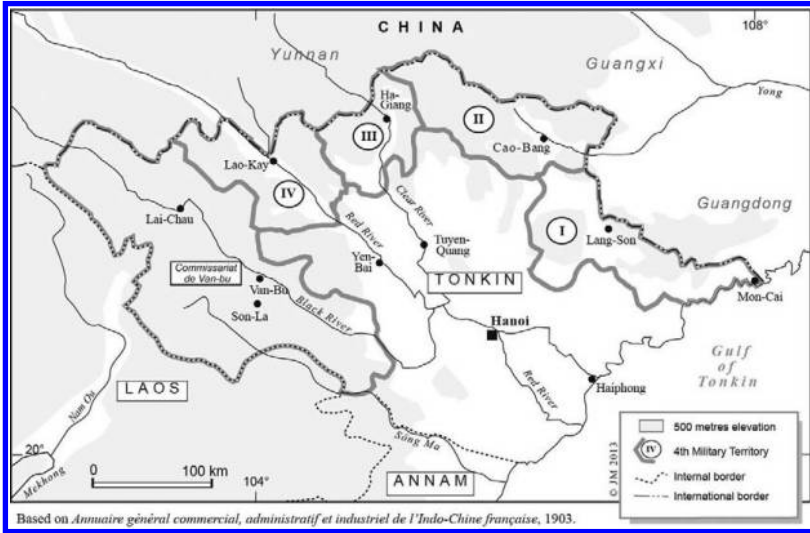 CHINA
108°
Yunnan
Guangxi
Yong
Ha-
Giang
III
II
Cao-Bang
Lao-Kay
IV
Clear River
Guangdong
Lai-Chau
Red River
I
Lang-Son
Tuyen-
Quang
Yen-
Bai
Commissariat
de Van-bu
TONKIN
Van-Bu
Mon-Cai
Son-La
Black River
Hanoi
Gulf
of
Tonkin
LAOS
Red River
Haiphong
Nam Ou
Sông Ma
20°
0
100 km
104°
ANNAM
Mekhong
500 metres elevation
IV
4th Military Territory
Internal border
International border
© JM 2013
Based on Annuaire général commercial, administratif et industriel de l'Indo-Chine française, 1903.